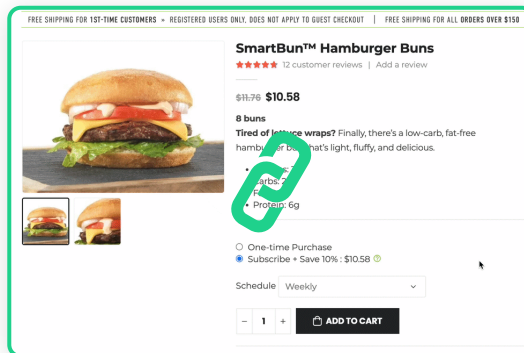 FREE SHIPPING FOR 1ST-TIME CUSTOMERS • REGISTERED USERS ONLY, DOES NOT APPLY TO GUEST CHECKOUT | FREE SHIPPING FOR ALL ORDERS OVER $150
SmartBun™ Hamburger Buns
12 customer reviews | Add a review
$11.76 $10.58
8 buns
Tired of lettuce wraps? Finally, there's a low-carb, fat-free
hamburger bun that's light, fluffy, and delicious.
• Protein: 6g
One-time Purchase
Subscribe + Save 10% : $10.58 ?
Schedule Weekly
− 1 + ADD TO CART